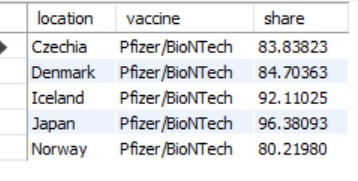 location vaccine share
Czechia Pfizer/BioNTech 83.83823
Denmark Pfizer/BioNTech 84.70363
Iceland Pfizer/BioNTech 92.11025
Japan Pfizer/BioNTech 96.38093
Norway Pfizer/BioNTech 80.21980